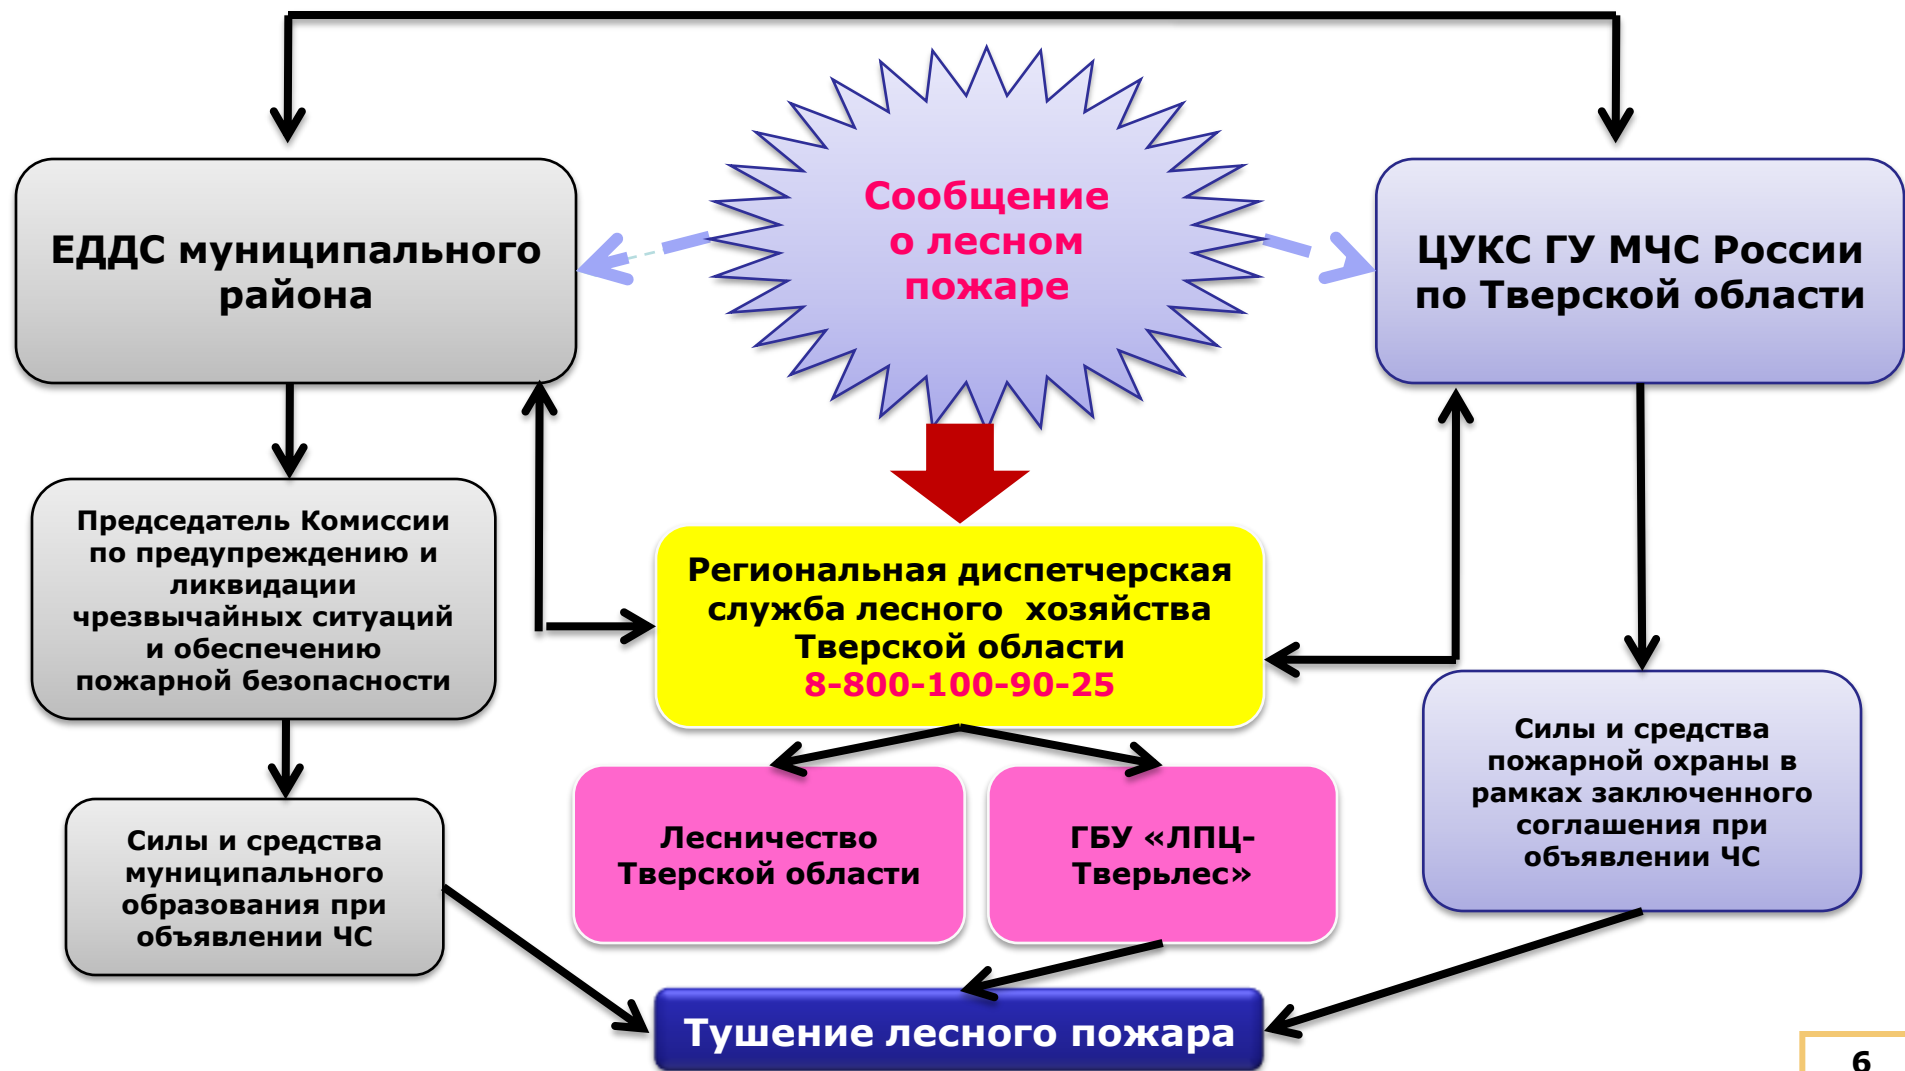 Сообщение
о лесном
пожаре
ЕДДС муниципального
района
ЦУКС ГУ МЧС России
по Тверской области
Председатель Комиссии
по предупреждению и
ликвидации
чрезвычайных ситуаций
и обеспечению
пожарной безопасности
Региональная диспетчерская
служба лесного хозяйства
Тверской области
8-800-100-90-25
Силы и средства
пожарной охраны в
рамках заключенного
соглашения при
объявлении ЧС
Силы и средства
муниципального
образования при
объявлении ЧС
Лесничество
Тверской области
ГБУ «ЛПЦ-
Тверьлес»
Тушение лесного пожара
6